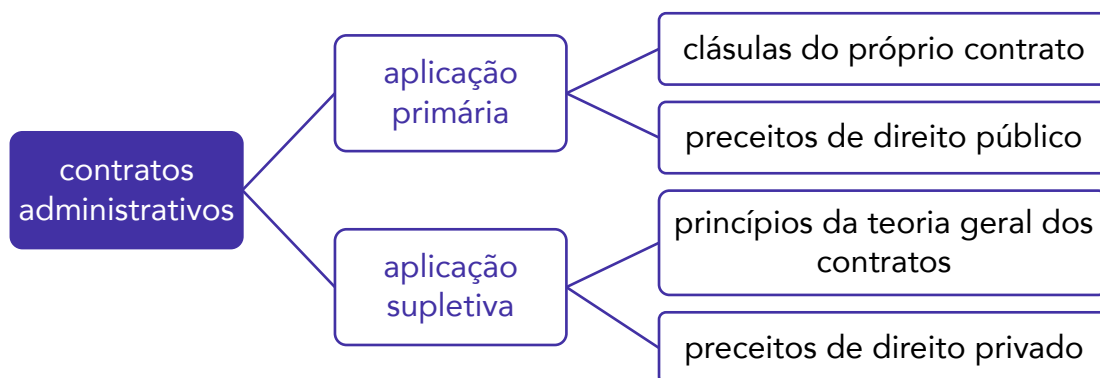 contratos
administrativos
aplicação
primária
clásulas do próprio contrato
preceitos de direito público
aplicação
supletiva
princípios da teoria geral dos
contratos
preceitos de direito privado